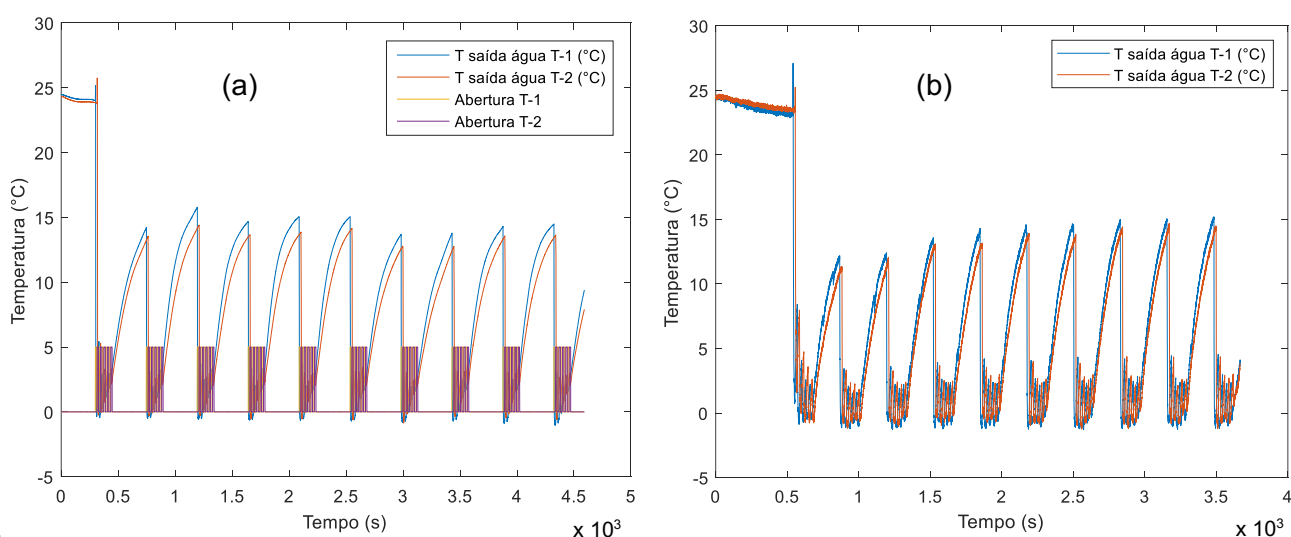 (a)
T saída água T-1 (°C)
T saída água T-2 (°C)
Abertura T-1
Abertura T-2
Temperatura (°C)
30
25
20
15
10
5
0
-5
0 0.5 1 1.5 2 2.5 3 3.5 4 4.5 5
Tempo (s)
x 10³
(b)
T saída água T-1 (°C)
T saída água T-2 (°C)
Temperatura (°C)
30
25
20
15
10
5
0
-5
0 0.5 1 1.5 2 2.5 3 3.5 4
Tempo (s)
x 10³